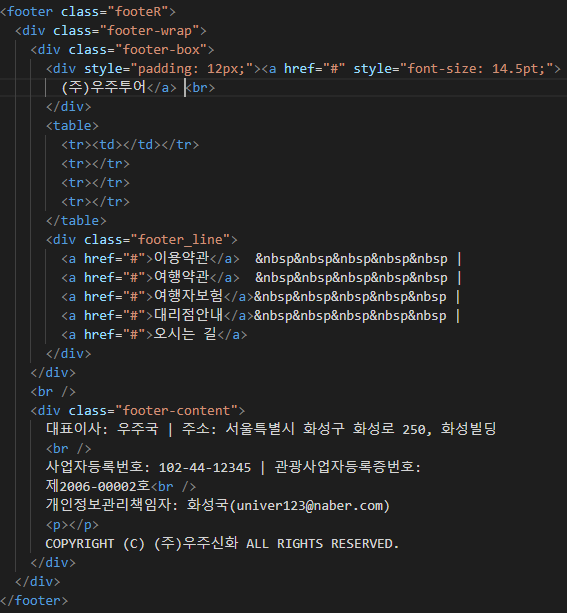 <footer class="footeR">
<div class="footer-wrap">
<div class="footer-box">
<div style="padding: 12px;"><a href="#" style="font-size: 14.5pt;">
(주)우주투어</a> <br>
</div>
<table>
<tr><td></td></tr>
<tr></tr>
<tr></tr>
<tr></tr>
</table>
<div class="footer_line">
<a href="#">이용약관</a>  &nbsp&nbsp&nbsp&nbsp&nbsp |
<a href="#">여행약관</a>  &nbsp&nbsp&nbsp&nbsp&nbsp |
<a href="#">여행자보험</a>&nbsp&nbsp&nbsp&nbsp&nbsp |
<a href="#">대리점안내</a>&nbsp&nbsp&nbsp&nbsp&nbsp |
<a href="#">오시는 길</a>
</div>
</div>
<br />
<div class="footer-content">
대표이사: 우주국 | 주소: 서울특별시 화성구 화성로 250, 화성빌딩
<br />
사업자등록번호: 102-44-12345 | 관광사업자등록증번호:
제2006-00002호<br />
개인정보관리책임자: 화성국(univer123@naber.com)
<p></p>
COPYRIGHT (C) (주)우주신화 ALL RIGHTS RESERVED.
</div>
</div>
</footer>